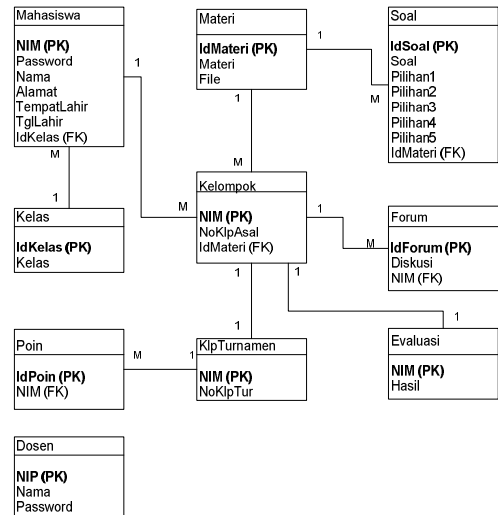 Mahasiswa
NIM (PK)
Password
Nama
Alamat
TempatLahir
TglLahir
IdKelas (FK)
Materi
IdMateri (PK)
Materi
File
Soal
IdSoal (PK)
Soal
Pilihan1
Pilihan2
Pilihan3
Pilihan4
Pilihan5
IdMateri (FK)
1
1
M
1
M
M
1
M
Kelas
IdKelas (PK)
Kelas
Kelompok
NIM (PK)
NoKlpAsal
IdMateri (FK)
1
M
Forum
IdForum (PK)
Diskusi
NIM (FK)
1
1
1
1
Poin
IdPoin (PK)
NIM (FK)
M
1
KlpTurnamen
NIM (PK)
NoKlpTur
Evaluasi
NIM (PK)
Hasil
Dosen
NIP (PK)
Nama
Password